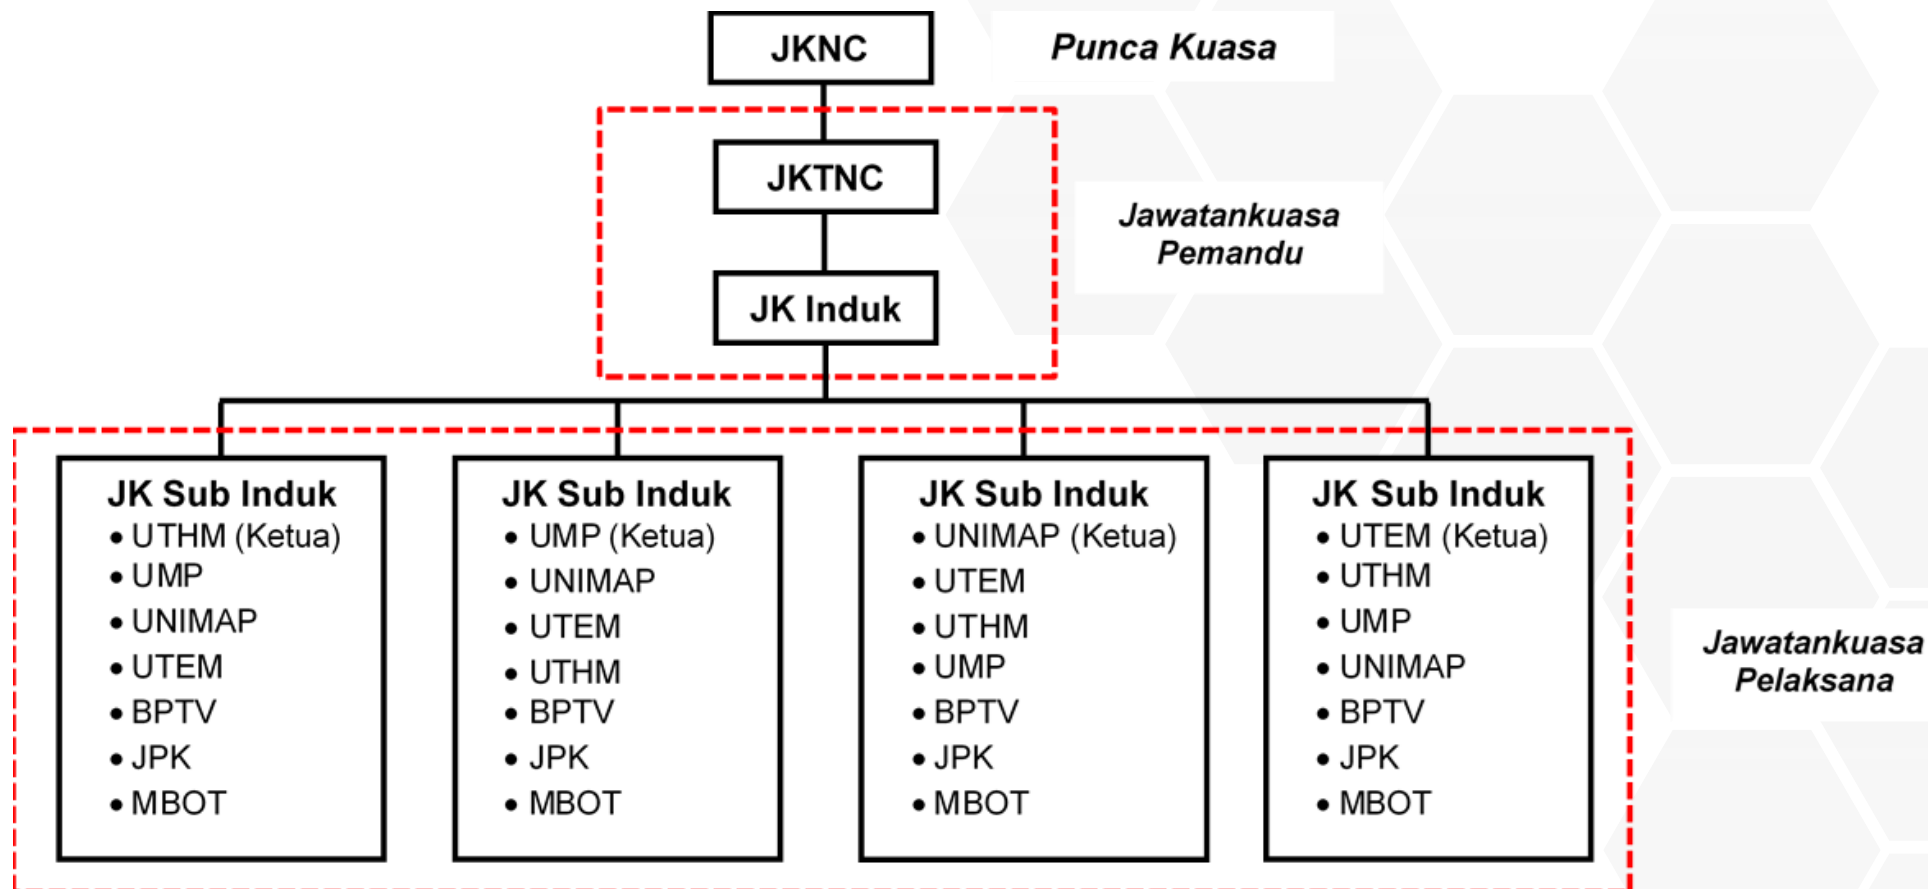 JKNC
Punca Kuasa
JKTNC
Jawatankuasa
Pemandu
JK Induk
JK Sub Induk
• UTHM (Ketua)
• UMP
• UNIMAP
• UTEM
• BPTV
• JPK
• MBOT
JK Sub Induk
• UMP (Ketua)
• UNIMAP
• UTEM
• UTHM
• BPTV
• JPK
• MBOT
JK Sub Induk
• UNIMAP (Ketua)
• UTEM
• UTHM
• UMP
• BPTV
• JPK
• MBOT
JK Sub Induk
• UTEM (Ketua)
• UTHM
• UMP
• UNIMAP
• BPTV
• JPK
• MBOT
Jawatankuasa
Pelaksana